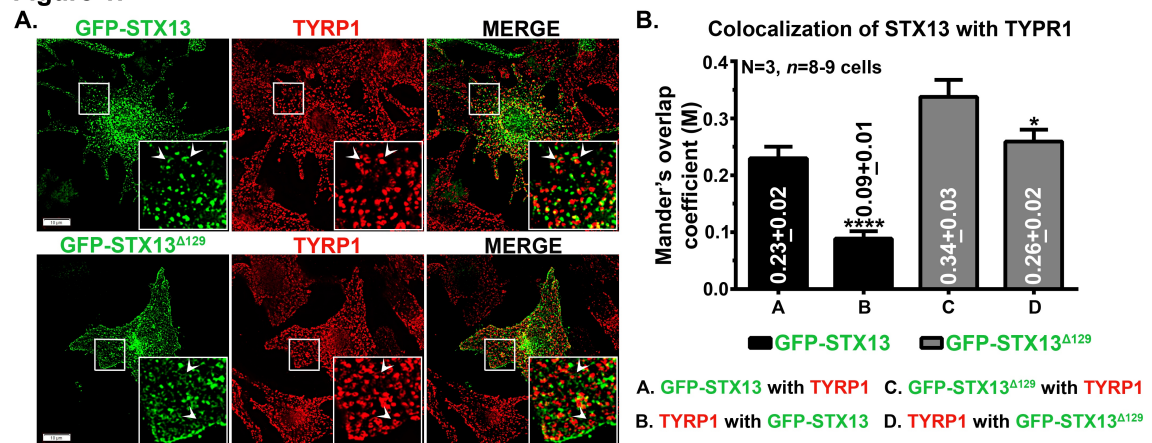 A.
GFP-STX13
TYRP1
MERGE
GFP-STX13Δ129
TYRP1
MERGE
B.
Colocalization of STX13 with TYPR1
N=3, n=8-9 cells
Mander's overlap
coefficient (M)
0.4
0.3
0.2
0.1
0.0
0.23+0.02
****
0.09+0.01
0.34+0.03
*
0.26+0.02
A B C D
GFP-STX13 GFP-STX13Δ129
A. GFP-STX13 with TYRP1 C. GFP-STX13Δ129 with TYRP1
B. TYRP1 with GFP-STX13 D. TYRP1 with GFP-STX13Δ129